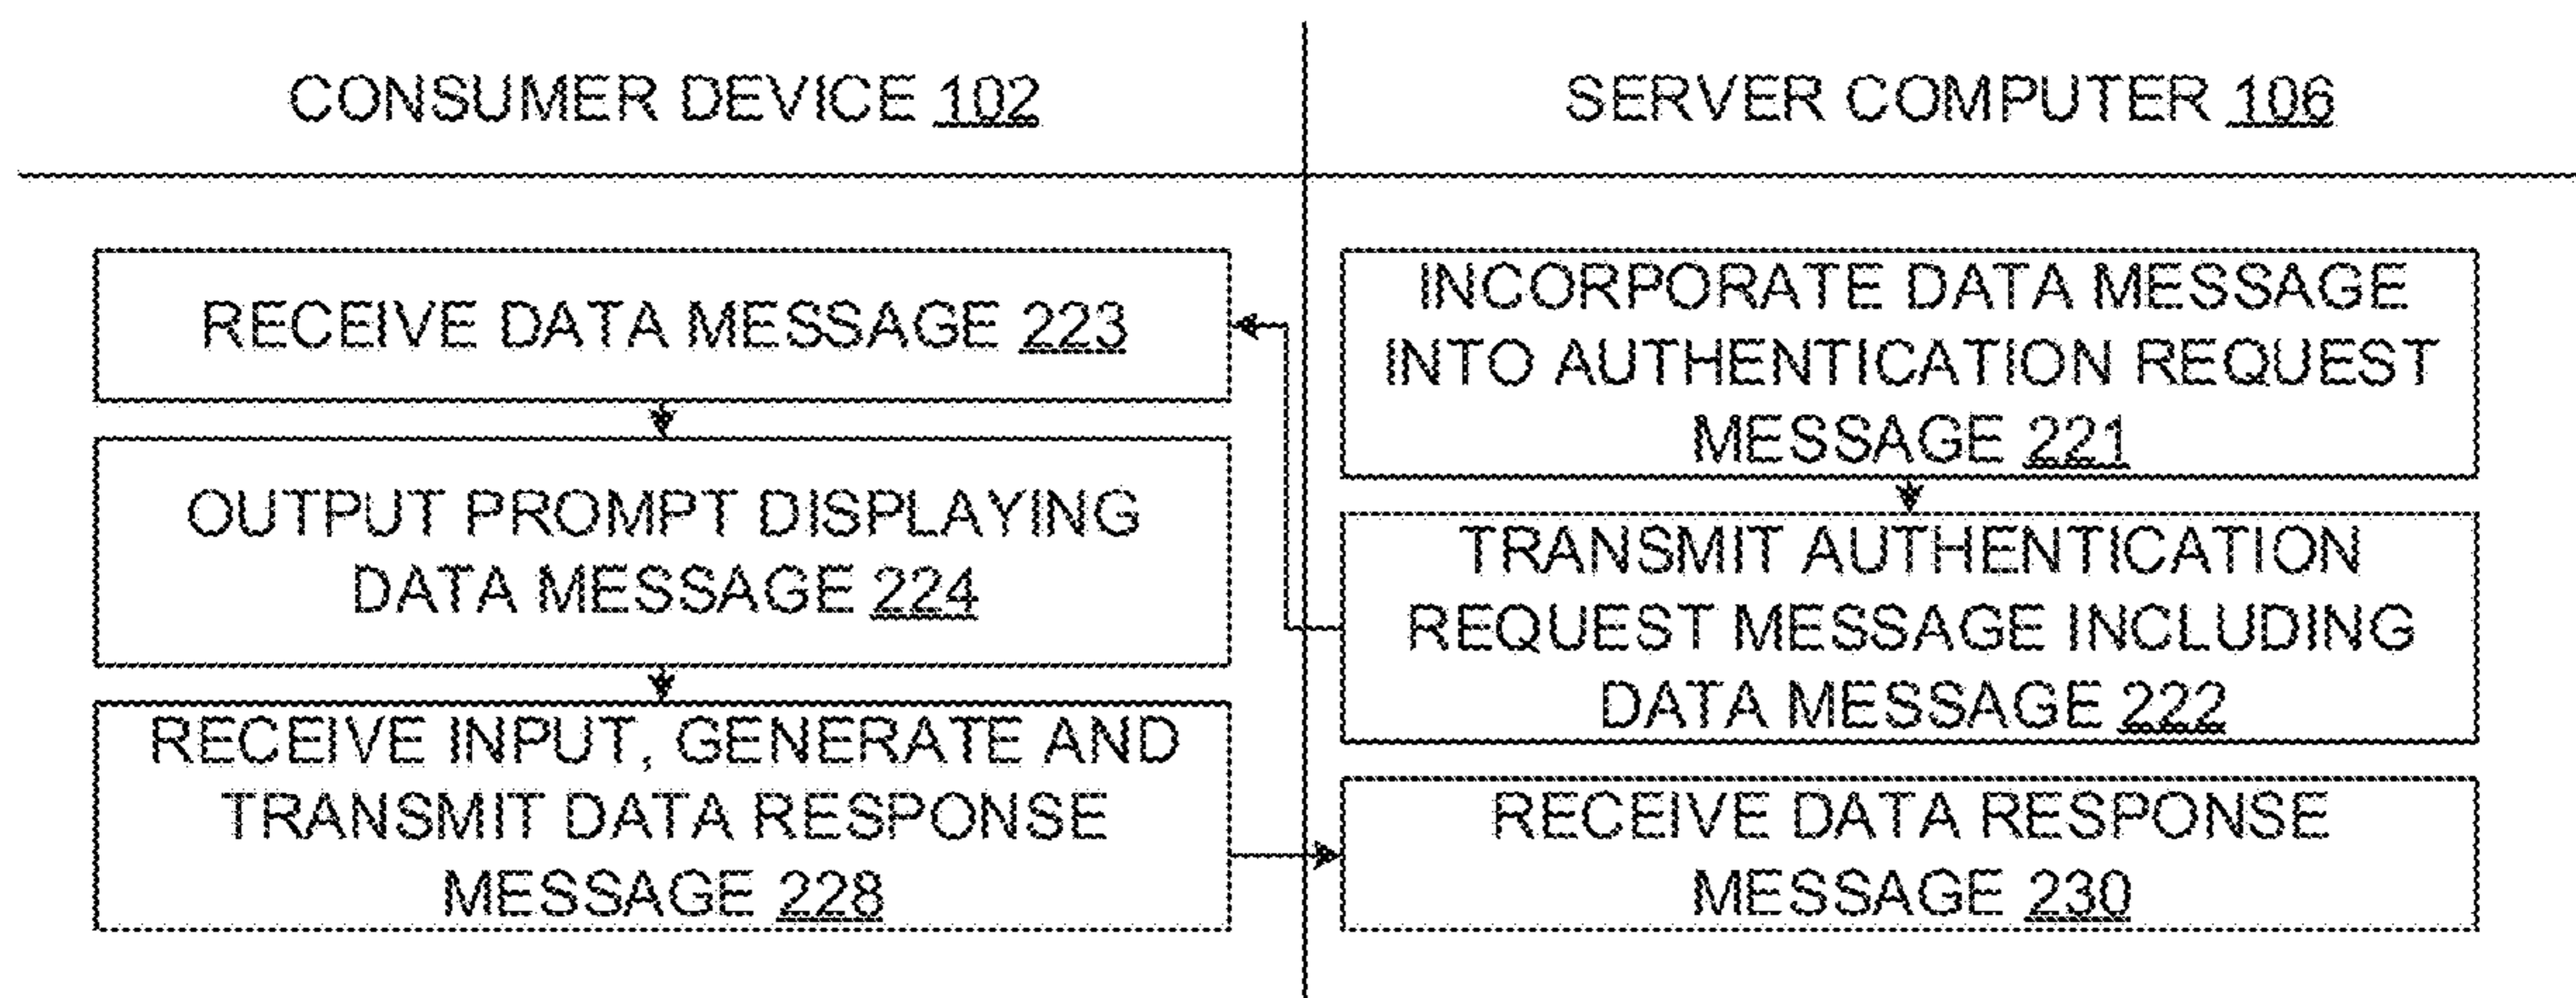 CONSUMER DEVICE 102
SERVER COMPUTER 106
RECEIVE DATA MESSAGE 223
OUTPUT PROMPT DISPLAYING
DATA MESSAGE 224
RECEIVE INPUT, GENERATE AND
TRANSMIT DATA RESPONSE
MESSAGE 228
INCORPORATE DATA MESSAGE
INTO AUTHENTICATION REQUEST
MESSAGE 221
TRANSMIT AUTHENTICATION
REQUEST MESSAGE INCLUDING
DATA MESSAGE 222
RECEIVE DATA RESPONSE
MESSAGE 230